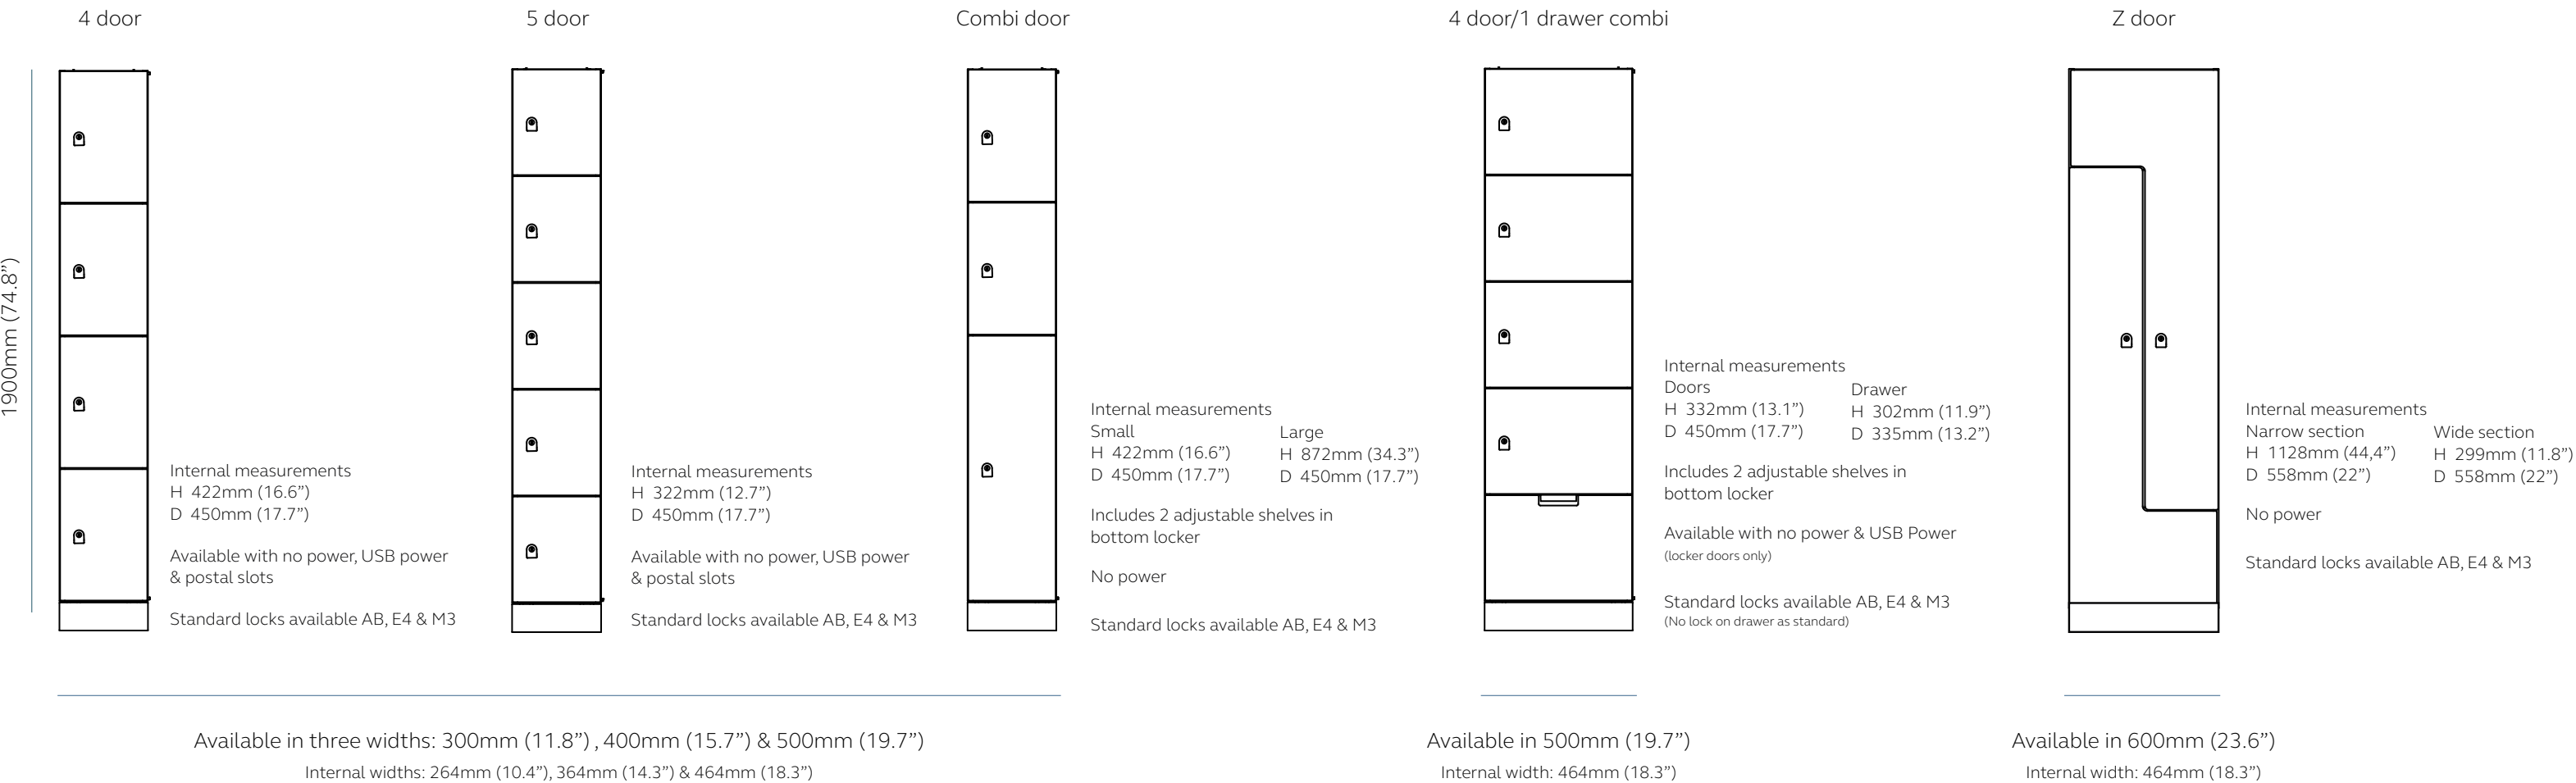 4 door
5 door
Combi door
4 door/1 drawer combi
Z door
1900mm (74.8”)
Internal measurements
H 422mm (16.6”)
D 450mm (17.7”)
Available with no power, USB power
& postal slots
Standard locks available AB, E4 & M3
Internal measurements
H 322mm (12.7”)
D 450mm (17.7”)
Available with no power, USB power
& postal slots
Standard locks available AB, E4 & M3
Internal measurements
Small
H 422mm (16.6”)
D 450mm (17.7”)
Large
H 872mm (34.3”)
D 450mm (17.7”)
Includes 2 adjustable shelves in
bottom locker
No power
Standard locks available AB, E4 & M3
Internal measurements
Doors
H 332mm (13.1”)
D 450mm (17.7”)
Drawer
H 302mm (11.9”)
D 335mm (13.2”)
Includes 2 adjustable shelves in
bottom locker
Available with no power & USB Power
(locker doors only)
Standard locks available AB, E4 & M3
(No lock on drawer as standard)
Internal measurements
Narrow section
H 1128mm (44,4”)
D 558mm (22”)
Wide section
H 299mm (11.8”)
D 558mm (22”)
No power
Standard locks available AB, E4 & M3
Available in three widths: 300mm (11.8”) , 400mm (15.7”) & 500mm (19.7”)
Internal widths: 264mm (10.4”), 364mm (14.3”) & 464mm (18.3”)
Available in 500mm (19.7”)
Internal width: 464mm (18.3”)
Available in 600mm (23.6”)
Internal width: 464mm (18.3”)